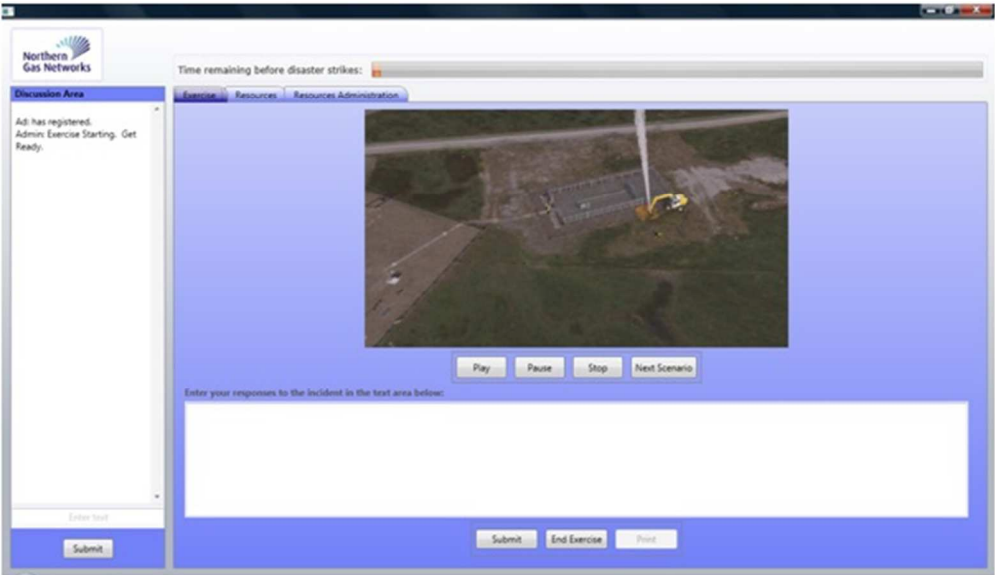 Northern
Gas Networks
Time remaining before disaster strikes:
Discussion Area
Exercise Resources Resources Administration
Ad: has registered.
Admin: Exercise Starting. Get
Ready.
Play Pause Stop Next Scenario
Enter your responses to the incident in the text area below:
Enter text
Submit
Submit End Exercise Print